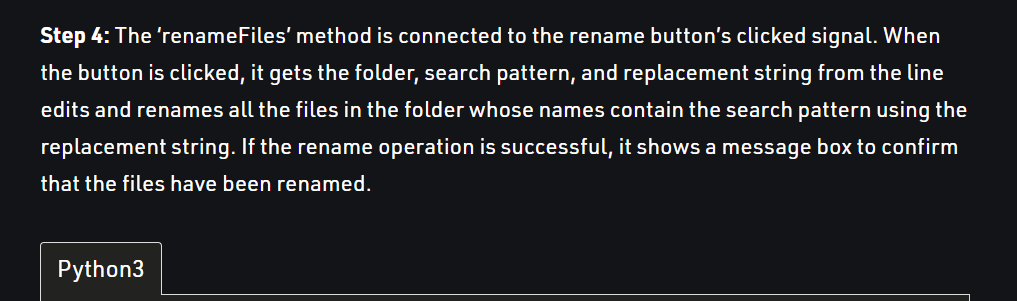 Step 4: The ‘renameFiles’ method is connected to the rename button’s clicked signal. When
the button is clicked, it gets the folder, search pattern, and replacement string from the line
edits and renames all the files in the folder whose names contain the search pattern using the
replacement string. If the rename operation is successful, it shows a message box to confirm
that the files have been renamed.
Python3